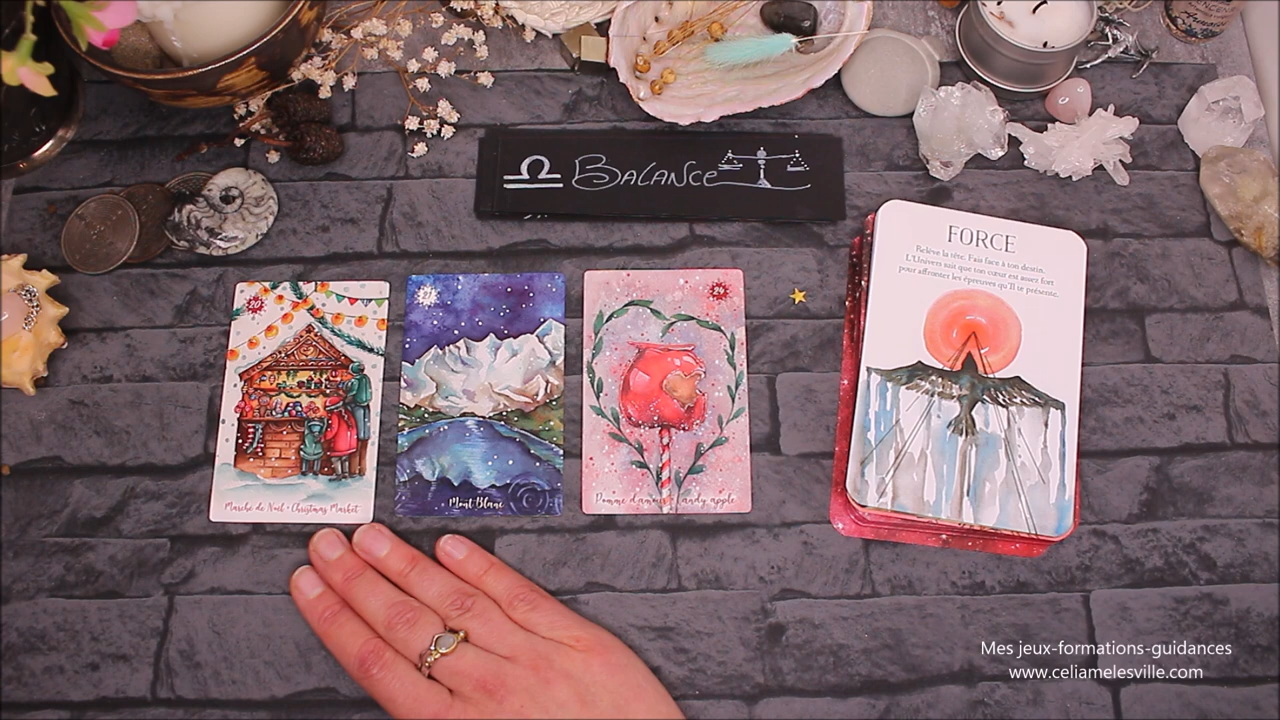 ♎ BALANCE
FORCE
Relève la tête. Fais face à ton destin.
L'Univers sait que ton cœur est assez fort
pour affronter les épreuves qu'Il te présente.
20
24
Marché de Noël • Christmas Market
Mont Blanc
Pomme d'amour • Candy apple
Mes jeux-formations-guidances
www.celiamelesville.com